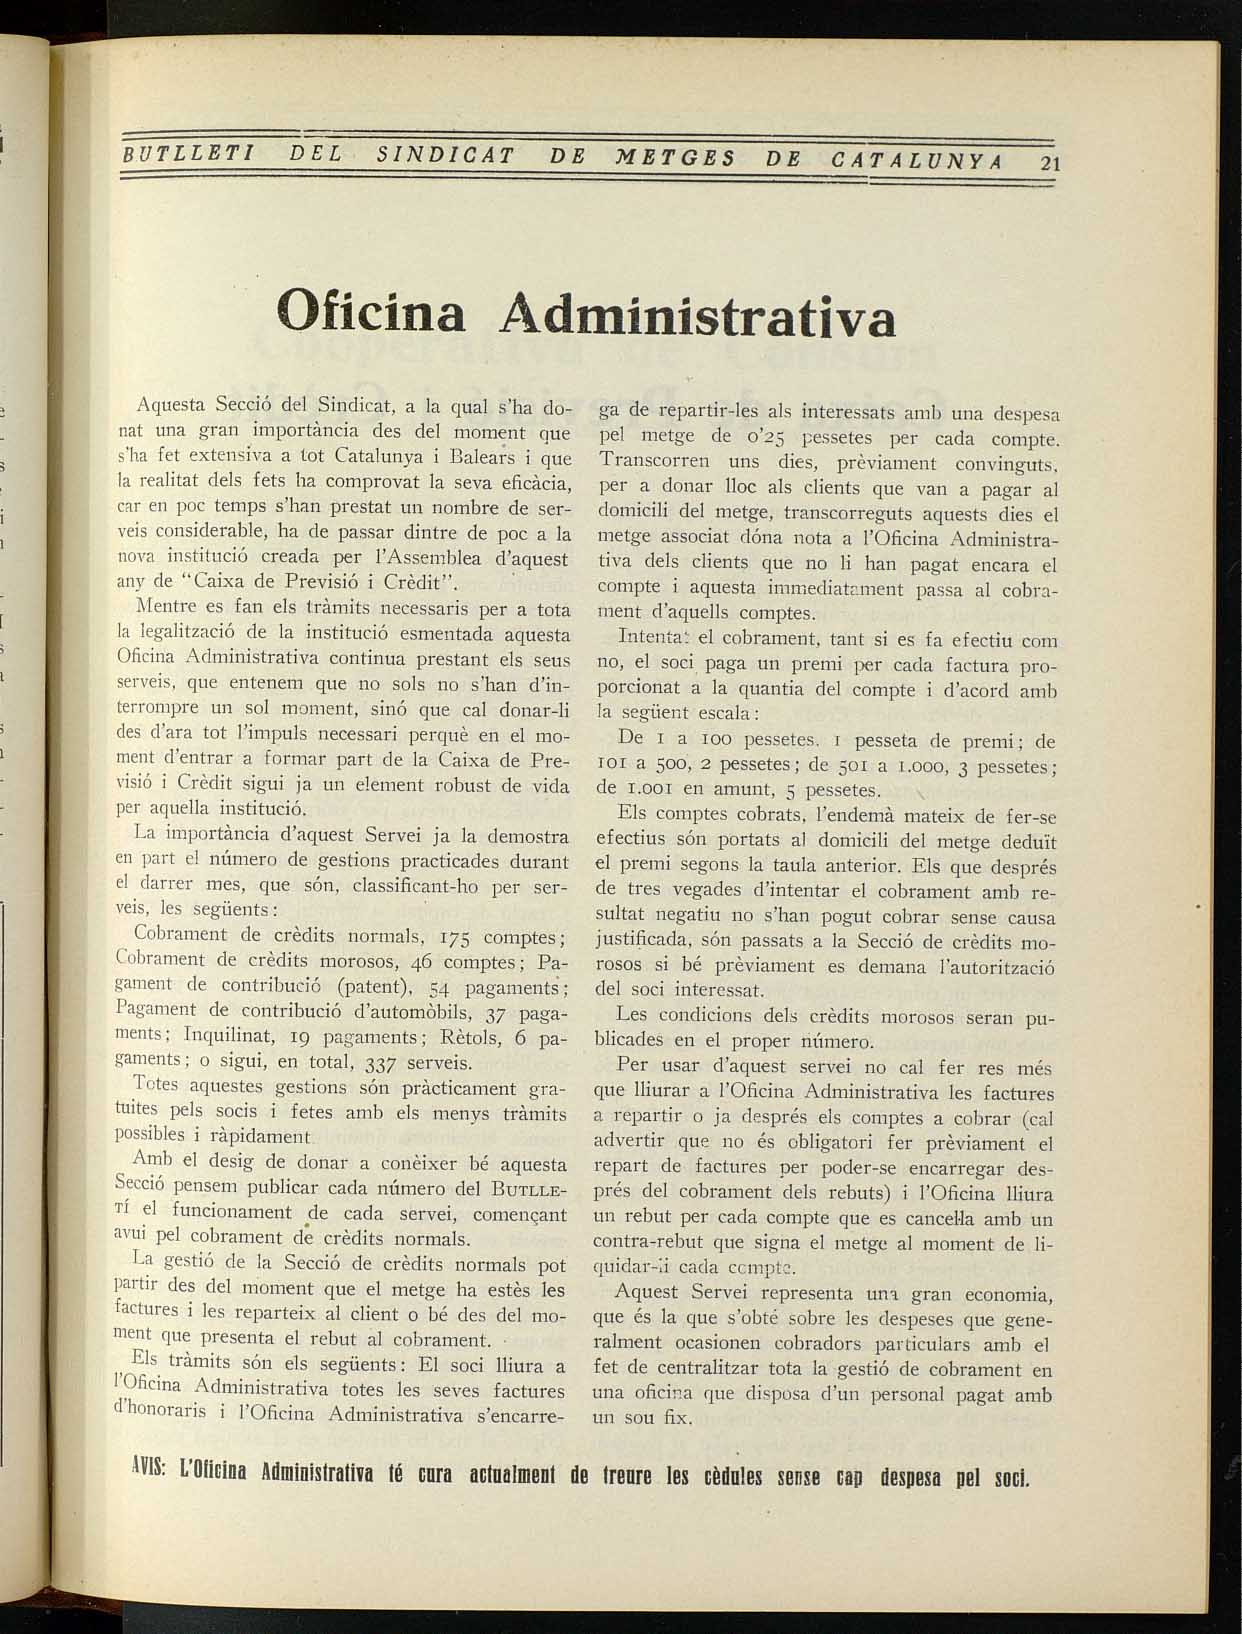 BUTLLETI DEL SINDICAT DE METGES DE CATALUNYA 21
Oficina Administrativa
Aquesta Secció del Sindicat, a la qual s'ha do-
nat una gran importància des del moment que
s'ha fet extensiva a tot Catalunya i Balears i que
la realitat dels fets ha comprovat la seva eficàcia,
car en poc temps s'han prestat un nombre de ser-
veis considerable, ha de passar dintre de poc a la
nova institució creada per l'Assemblea d'aquest
any de "Caixa de Previsió i Crèdit".
Mentre es fan els tràmits necessaris per a tota
la legalització de la institució esmentada aquesta
Oficina Administrativa continua prestant els seus
serveis, que entenem que no sols no s'han d'in-
terrompre un sol moment, sinó que cal donar-li
des d'ara tot l'impuls necessari perquè en el mo-
ment d'entrar a formar part de la Caixa de Pre-
visió i Crèdit sigui ja un element robust de vida
per aquella institució.
La importància d'aquest Servei ja la demostra
en part el número de gestions practicades durant
el darrer mes, que són, classificant-ho per ser-
veis, les següents:
Cobrament de crèdits normals, 175 comptes;
Cobrament de crèdits morosos, 46 comptes; Pa-
gament de contribució (patent), 54 pagaments;
Pagament de contribució d'automòbils, 37 paga-
ments; Inquilinat, 19 pagaments; Rètols, 6 pa-
gaments; o sigui, en total, 337 serveis.
Totes aquestes gestions són pràcticament gra-
tuites pels socis i fetes amb els menys tràmits
possibles i ràpidament
Amb el desig de donar a conèixer bé aquesta
Secció pensem publicar cada número del BUTLLE-
TÍ el funcionament de cada servei, començant
avui pel cobrament de crèdits normals.
La gestió de la Secció de crèdits normals pot
partir des del moment que el metge ha estès les
factures i les reparteix al client o bé des del mo-
ment que presenta el rebut al cobrament.
Els tràmits són els següents: El soci lliura a
l'Oficina Administrativa totes les seves factures
d'honoraris i l'Oficina Administrativa s'encarre-
ga de repartir-les als interessats amb una despesa
pel metge de 0'25 pessetes per cada compte.
Transcorren uns dies, prèviament convinguts,
per a donar lloc als clients que van a pagar al
domicili del metge, transcorreguts aquests dies el
metge associat dóna nota a l'Oficina Administra-
tiva dels clients que no li han pagat encara el
compte i aquesta immediatament passa al cobra-
ment d'aquells comptes.
Intentat el cobrament, tant si es fa efectiu com
no, el soci paga un premi per cada factura pro-
porcionat a la quantia del compte i d'acord amb
la següent escala:
De 1 a 100 pessetes, 1 pesseta de premi; de
101 a 500, 2 pessetes; de 501 a 1.000, 3 pessetes;
de 1.001 en amunt, 5 pessetes.
Els comptes cobrats, l'endemà mateix de fer-se
efectius són portats al domicili del metge deduït
el premi segons la taula anterior. Els que després
de tres vegades d'intentar el cobrament amb re-
sultat negatiu no s'han pogut cobrar sense causa
justificada, són passats a la Secció de crèdits mo-
rosos si bé prèviament es demana l'autorització
del soci interessat.
Les condicions dels crèdits morosos seran pu-
blicades en el proper número.
Per usar d'aquest servei no cal fer res més
que lliurar a l'Oficina Administrativa les factures
a repartir o ja després els comptes a cobrar (cal
advertir que no és obligatori fer prèviament el
repart de factures per poder-se encarregar des-
prés del cobrament dels rebuts) i l'Oficina lliura
un rebut per cada compte que es cancel·la amb un
contra-rebut que signa el metge al moment de li-
quidar-li cada compte.
Aquest Servei representa una gran economia,
que és la que s'obté sobre les despeses que gene-
ralment ocasionen cobradors particulars amb el
fet de centralitzar tota la gestió de cobrament en
una oficina que disposa d'un personal pagat amb
un sou fix.
AVIS: L'Oficina Administrativa té cura actualment de treure les cèdules sense cap despesa pel soci.